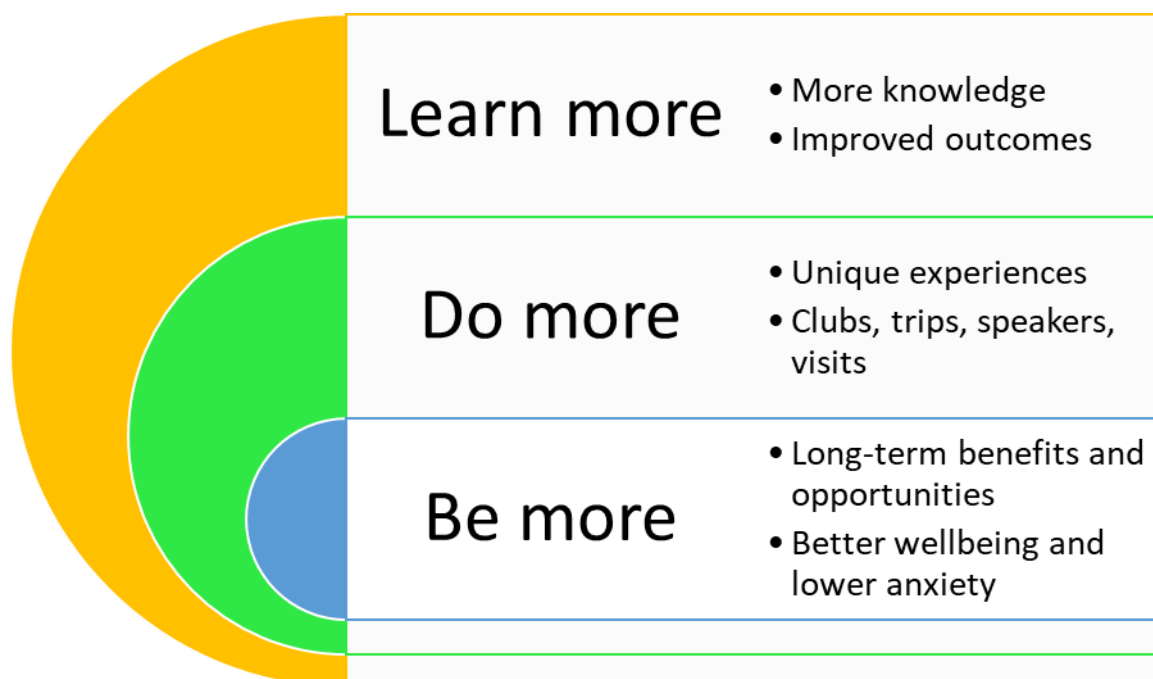 Learn more
• More knowledge
• Improved outcomes
Do more
• Unique experiences
• Clubs, trips, speakers,
visits
Be more
• Long-term benefits and
opportunities
• Better wellbeing and
lower anxiety